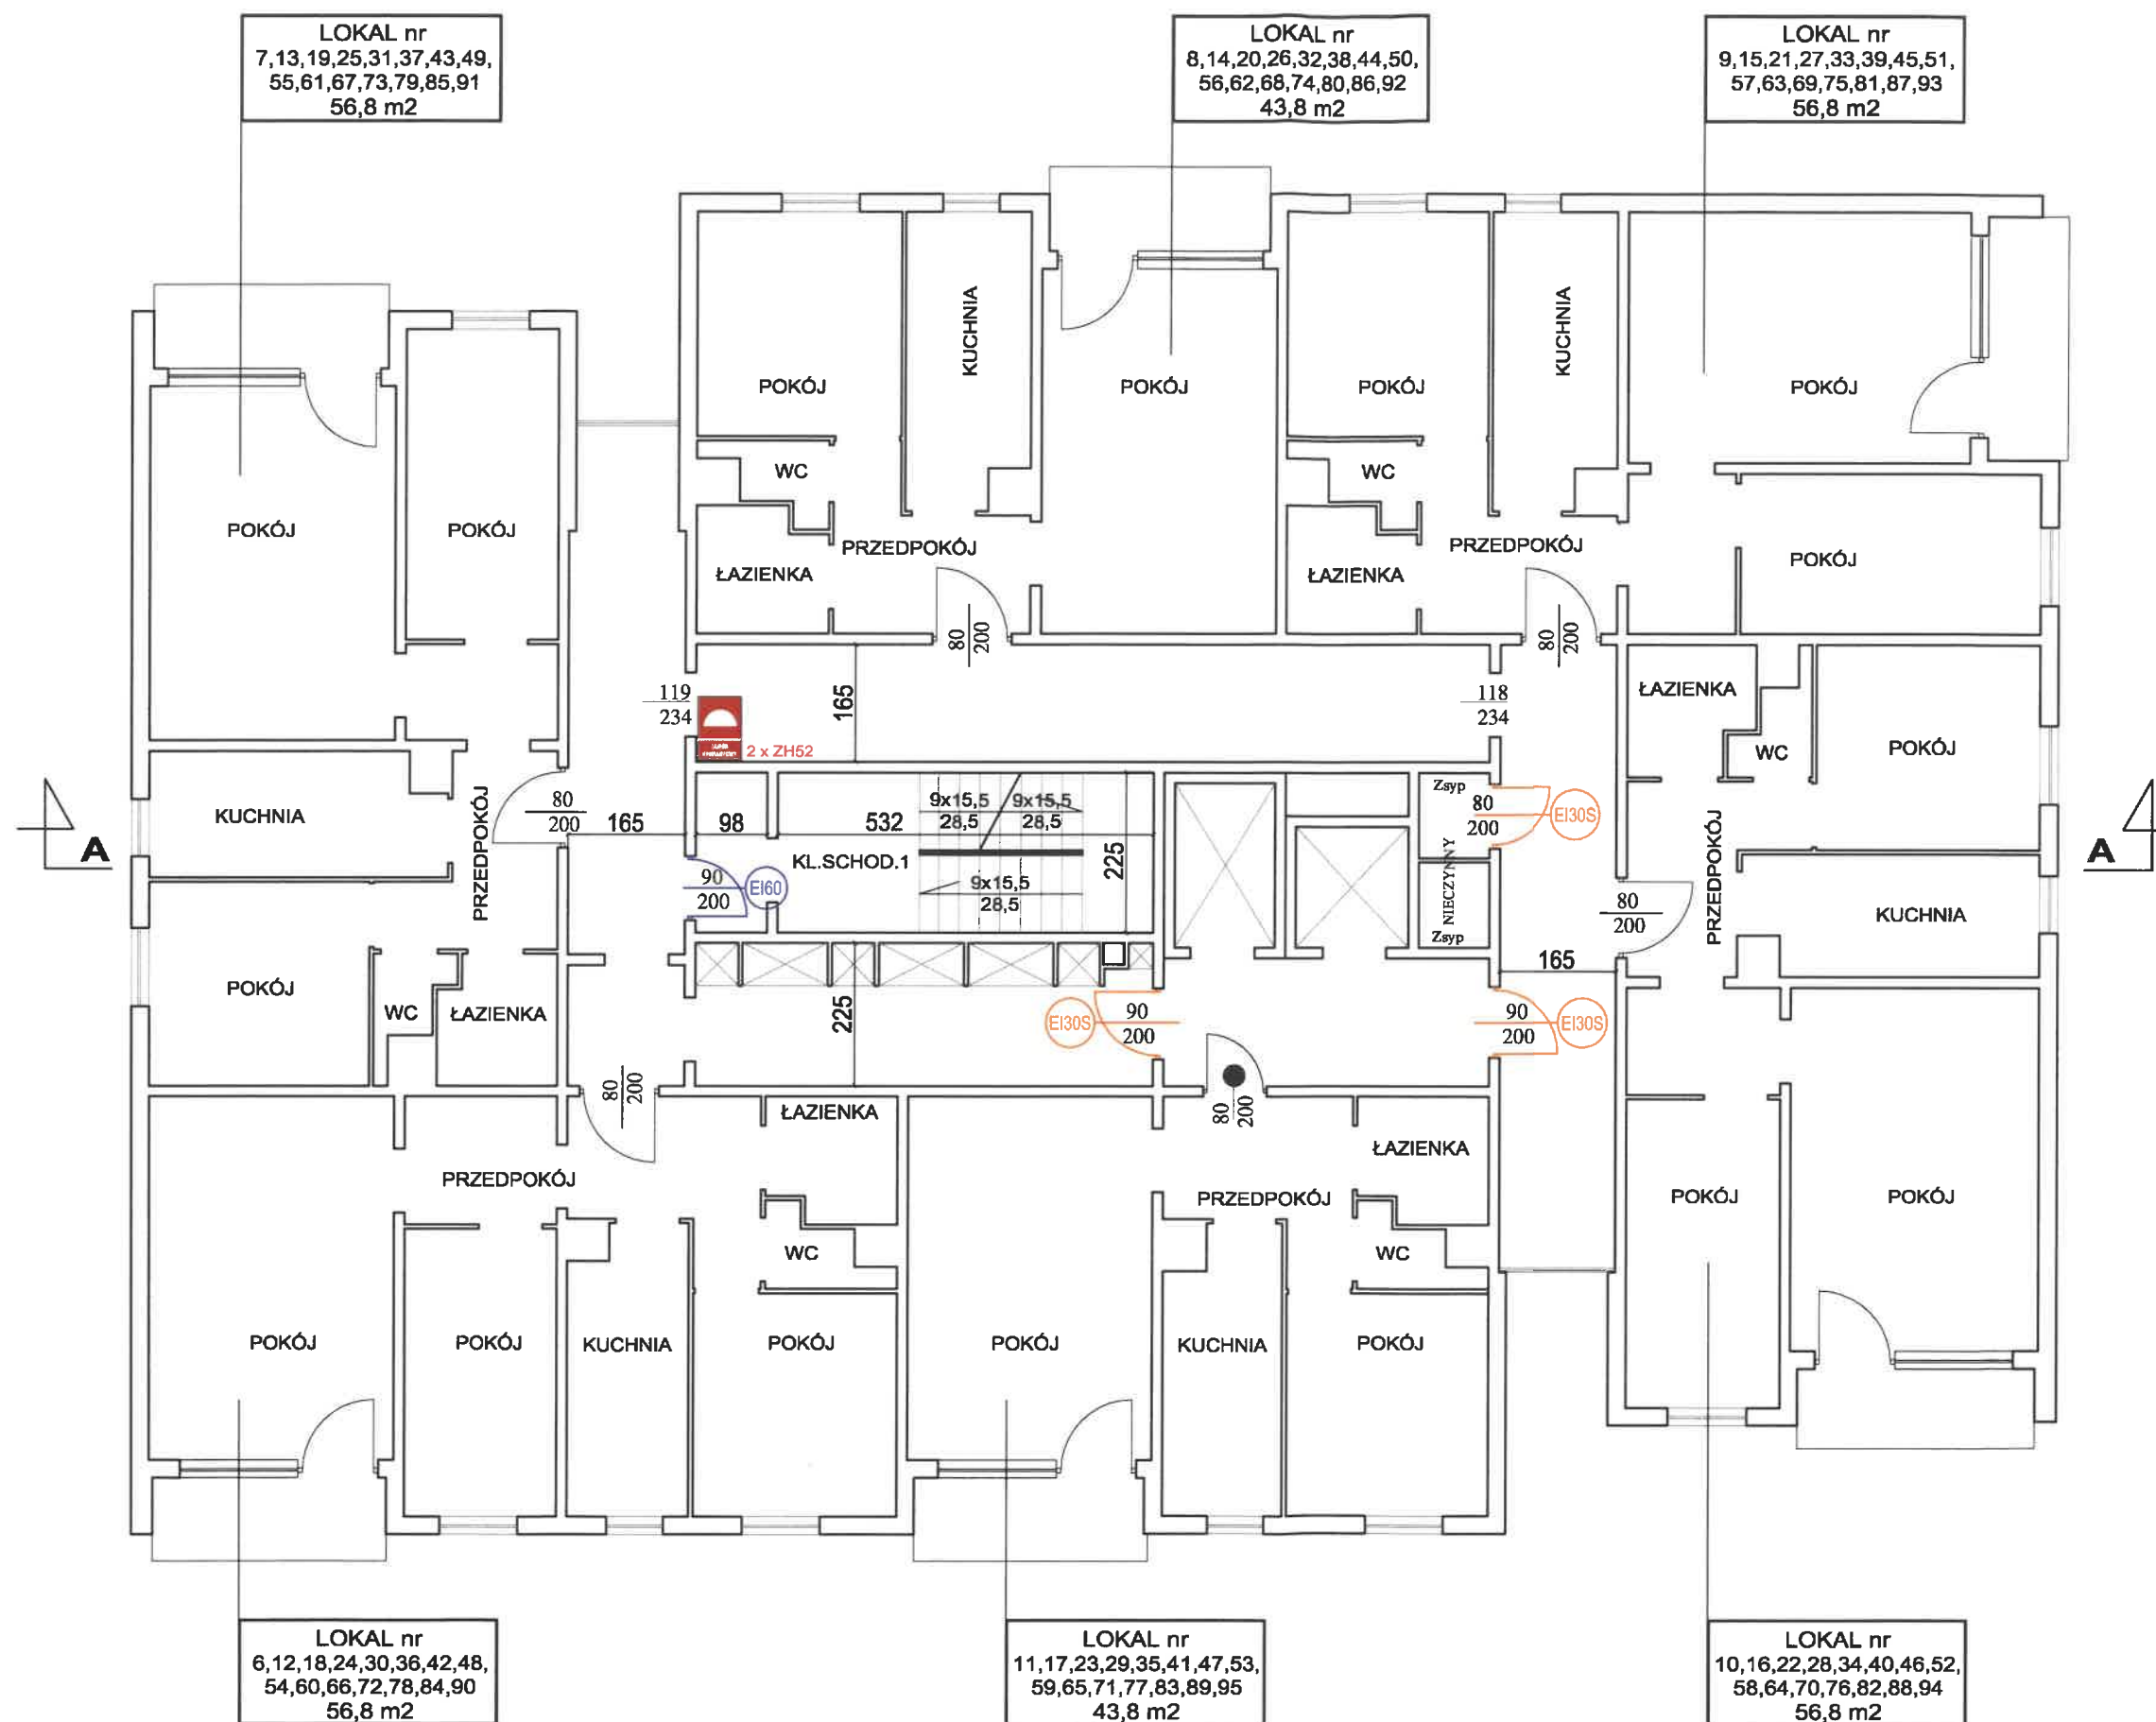 LOKAL nr
7,13,19,25,31,37,43,49,
55,61,67,73,79,85,91
56,8 m2
LOKAL nr
8,14,20,26,32,38,44,50,
56,62,68,74,80,86,92
43,8 m2
LOKAL nr
9,15,21,27,33,39,45,51,
57,63,69,75,81,87,93
56,8 m2
KUCHNIA
KUCHNIA
POKÓJ
POKÓJ
POKÓJ
POKÓJ
WC
WC
POKÓJ
POKÓJ
PRZEDPOKÓJ
PRZEDPOKÓJ
POKÓJ
ŁAZIENKA
ŁAZIENKA
80
200
80
200
119
234
165
118
234
2 x ZH52
ŁAZIENKA
WC
POKÓJ
KUCHNIA
PRZEDPOKÓJ
80
200
165
98
532
9x15,5
28,5
9x15,5
28,5
225
Zsyp
80
200
EI30S
PRZEDPOKÓJ
A
A
KL.SCHOD.1
90
200
EI60
9x15,5
28,5
NIECZYNNY
Zsyp
80
200
KUCHNIA
165
POKÓJ
WC
ŁAZIENKA
225
EI30S
90
200
90
200
EI30S
80
200
80
200
ŁAZIENKA
ŁAZIENKA
PRZEDPOKÓJ
PRZEDPOKÓJ
POKÓJ
POKÓJ
WC
WC
POKÓJ
POKÓJ
KUCHNIA
POKÓJ
POKÓJ
KUCHNIA
POKÓJ
LOKAL nr
6,12,18,24,30,36,42,48,
54,60,66,72,78,84,90
56,8 m2
LOKAL nr
11,17,23,29,35,41,47,53,
59,65,71,77,83,89,95
43,8 m2
LOKAL nr
10,16,22,28,34,40,46,52,
58,64,70,76,82,88,94
56,8 m2